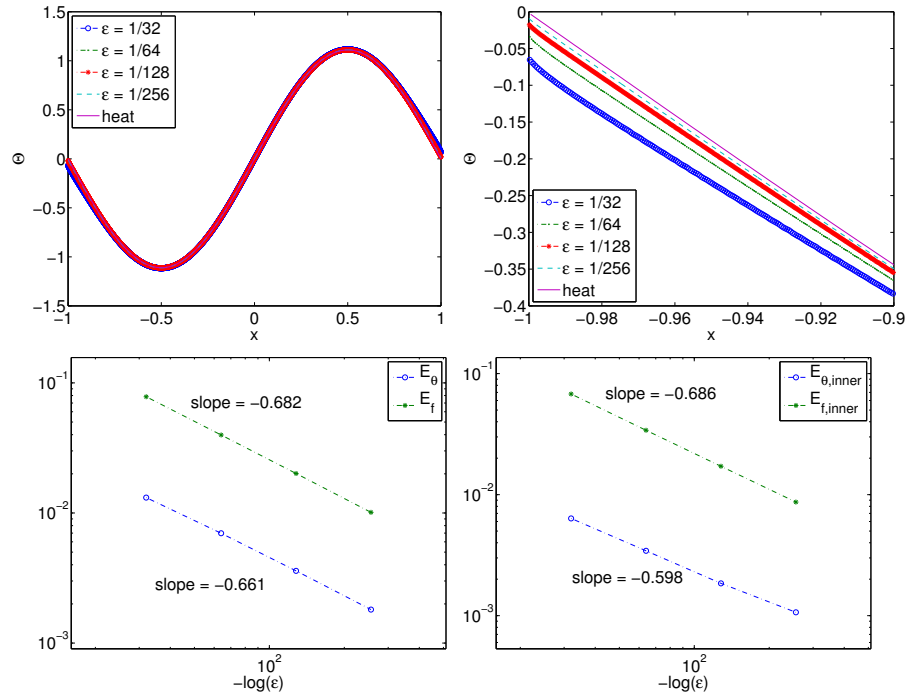 1.5
1
0.5
0
−0.5
−1
−1.5
−1
−0.5
0
0.5
1
x
Θ
ε = 1/32
ε = 1/64
ε = 1/128
ε = 1/256
heat
0
−0.05
−0.1
−0.15
−0.2
−0.25
−0.3
−0.35
−0.4
−1
−0.98
−0.96
−0.94
−0.92
−0.9
x
Θ
ε = 1/32
ε = 1/64
ε = 1/128
ε = 1/256
heat
10⁻¹
10⁻²
10⁻³
10²
−log(ε)
slope = −0.682
slope = −0.661
E_θ
E_f
10⁻¹
10⁻²
10⁻³
10²
−log(ε)
slope = −0.686
slope = −0.598
E_θ,inner
E_f,inner